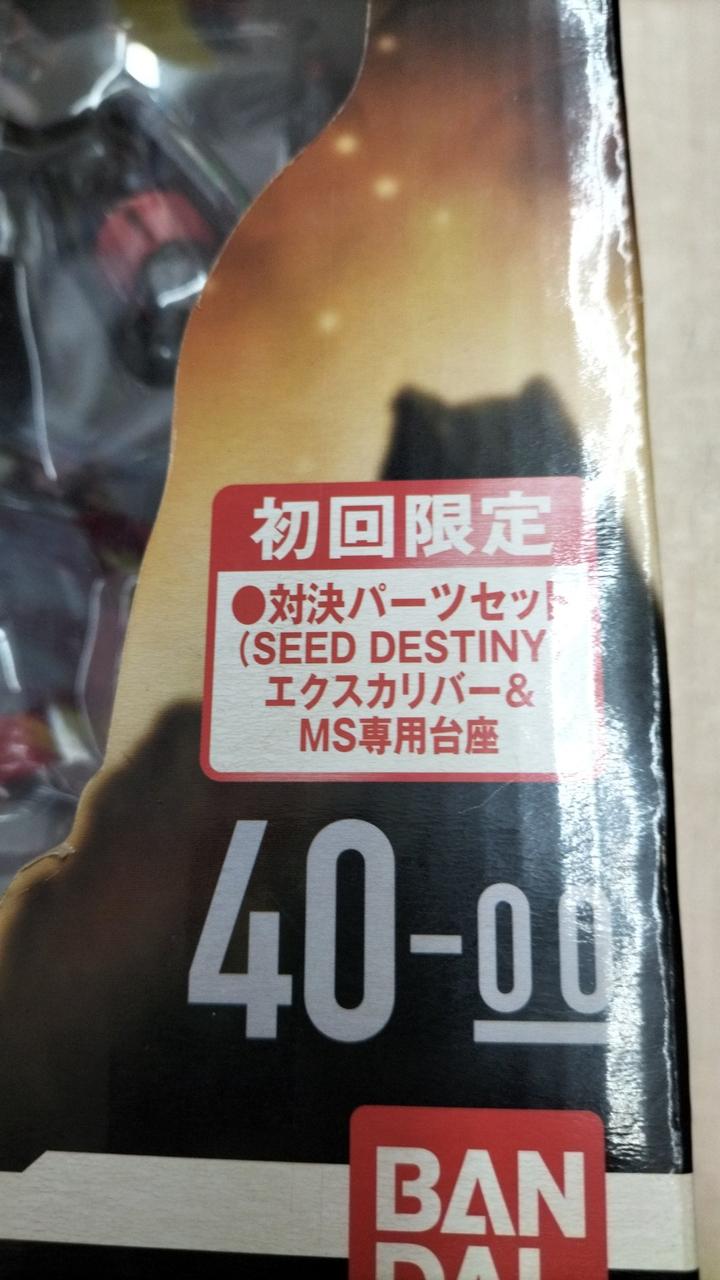 初回限定
●対決パーツセット
(SEED DESTINY)
エクスカリバー&
MS専用台座
40-00
BAN
DAI